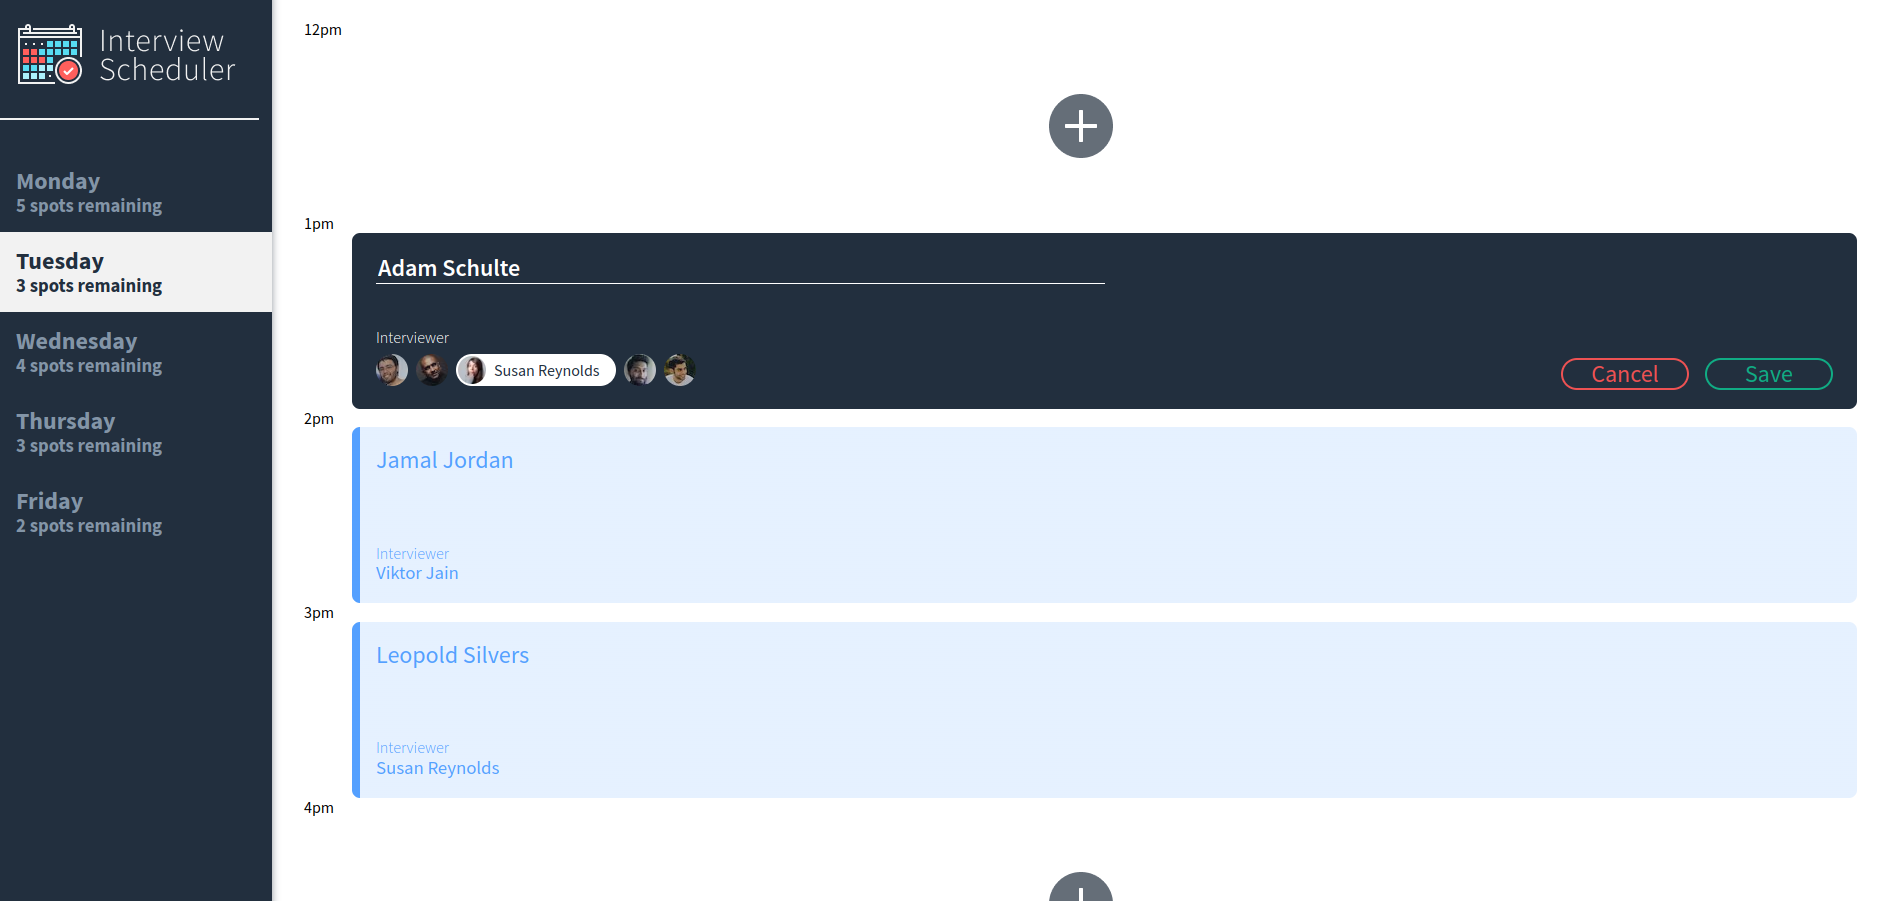 Interview
Scheduler
Monday
5 spots remaining
Tuesday
3 spots remaining
Wednesday
4 spots remaining
Thursday
3 spots remaining
Friday
2 spots remaining
12pm
1pm
Adam Schulte
Interviewer
Susan Reynolds
Cancel
Save
2pm
Jamal Jordan
Interviewer
Viktor Jain
3pm
Leopold Silvers
Interviewer
Susan Reynolds
4pm